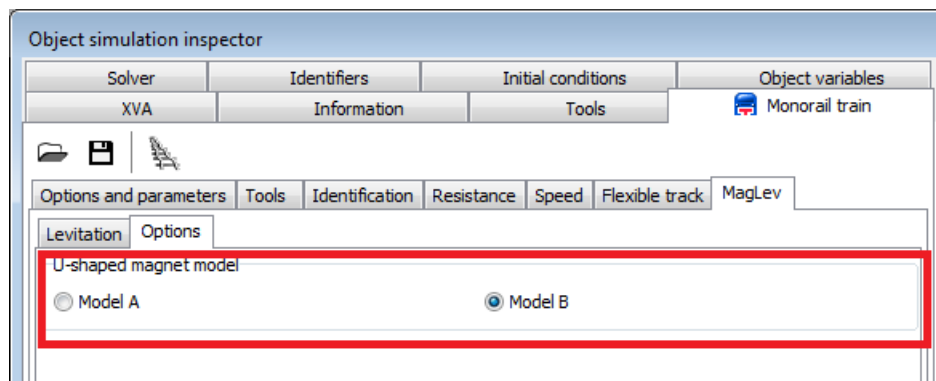 Object simulation inspector
Solver Identifiers Initial conditions Object variables
XVA Information Tools Monorail train
Options and parameters Tools Identification Resistance Speed Flexible track MagLev
Levitation Options
U-shaped magnet model
Model A Model B